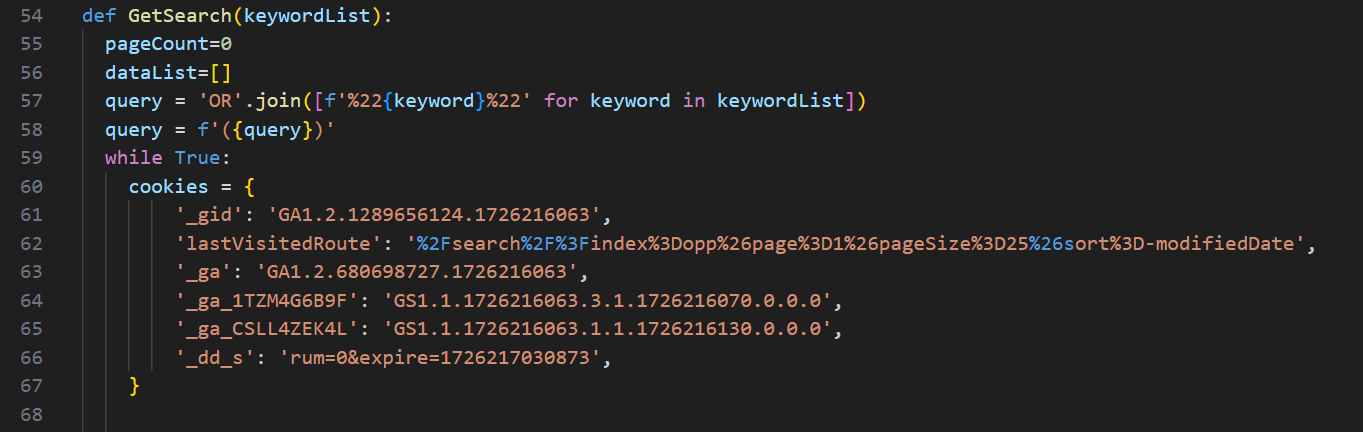 54 def GetSearch(keywordList):
55 pageCount=0
56 dataList=[]
57 query = 'OR'.join([f'%22{keyword}%22' for keyword in keywordList])
58 query = f'({query})'
59 while True:
60 cookies = {
61 '_gid': 'GA1.2.1289656124.1726216063',
62 'lastVisitedRoute': '%2Fsearch%2F%3Findex%3Dopp%26page%3D1%26pageSize%3D25%26sort%3D-modifiedDate',
63 '_ga': 'GA1.2.680698727.1726216063',
64 '_ga_1TZM4G6B9F': 'GS1.1.1726216063.3.1.1726216070.0.0.0',
65 '_ga_CSLL4ZEK4L': 'GS1.1.1726216063.1.1.1726216130.0.0.0',
66 '_dd_s': 'rum=0&expire=1726217030873',
67 }
68